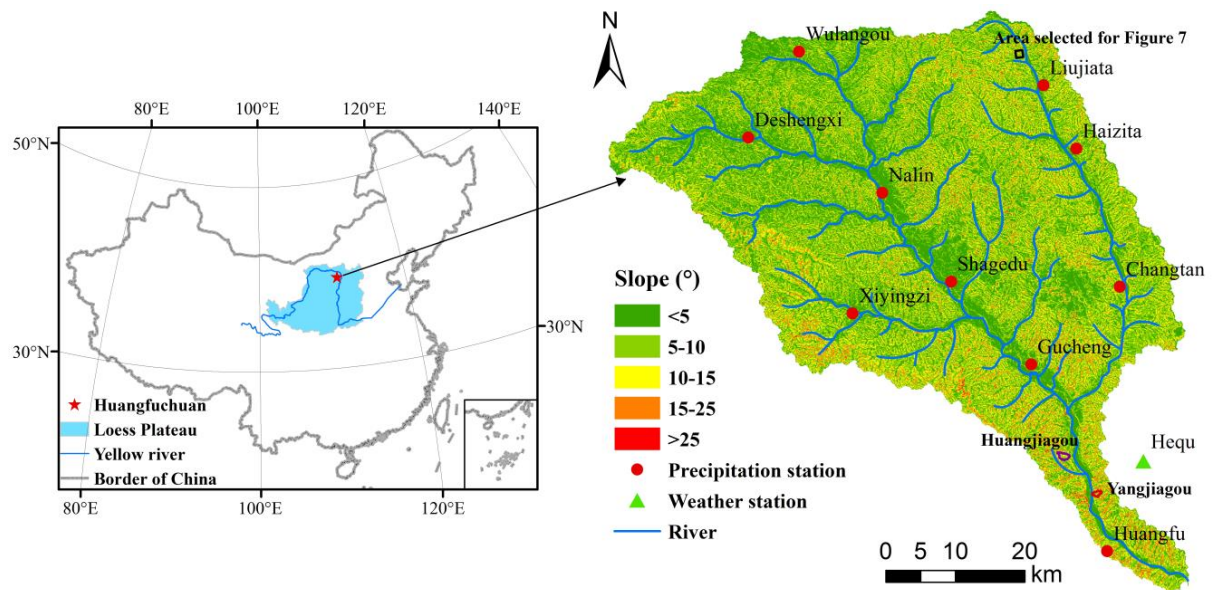 80°E
100°E
120°E
140°E
50°N
30°N
30°N
80°E
100°E
120°E
Huangfuchuan
Loess Plateau
Yellow river
Border of China
N
Wulangou
Area selected for Figure 7
Liujiata
Deshengxi
Haizita
Nalin
Shagedu
Changtan
Xiyingzi
Gucheng
Huangjiagou
Hequ
Yangjiagou
Huangfu
Slope (°)
<5
5-10
10-15
15-25
>25
Precipitation station
Weather station
River
0 5 10 20
km